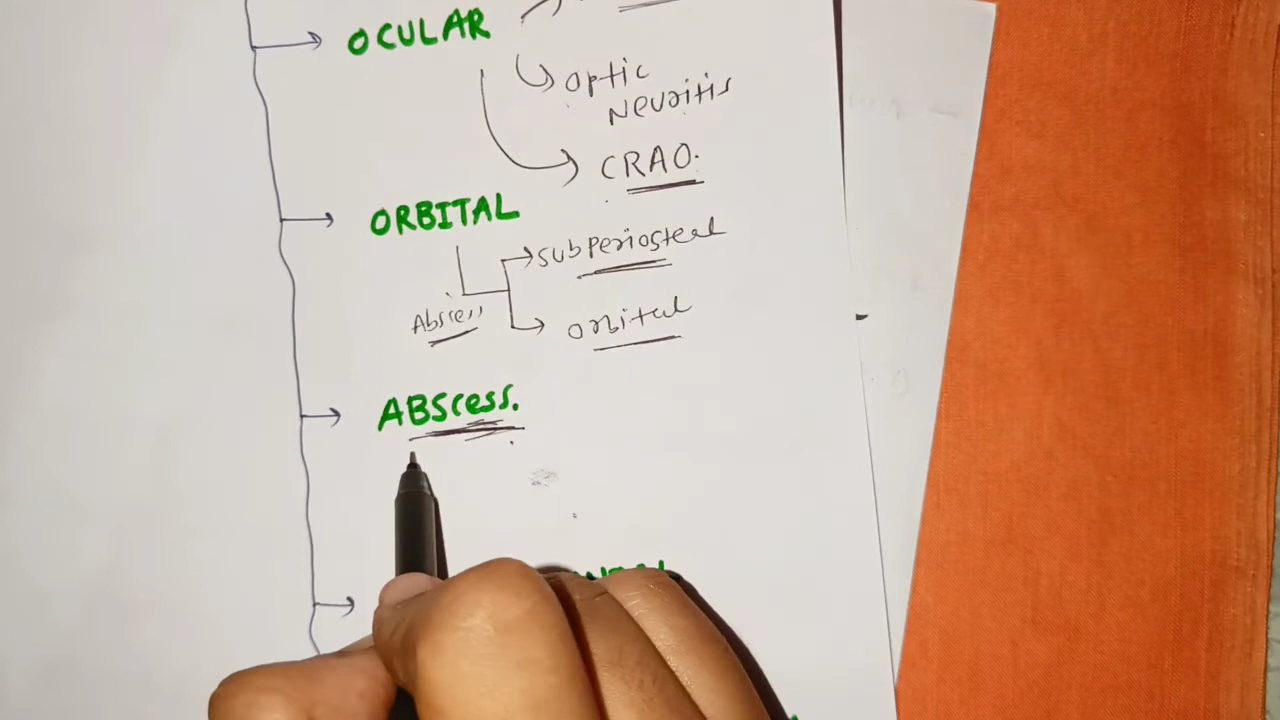 OCULAR
optic
Neuritis
CRAO.
ORBITAL
subperiosteal
Abscess
orbital
ABScess.